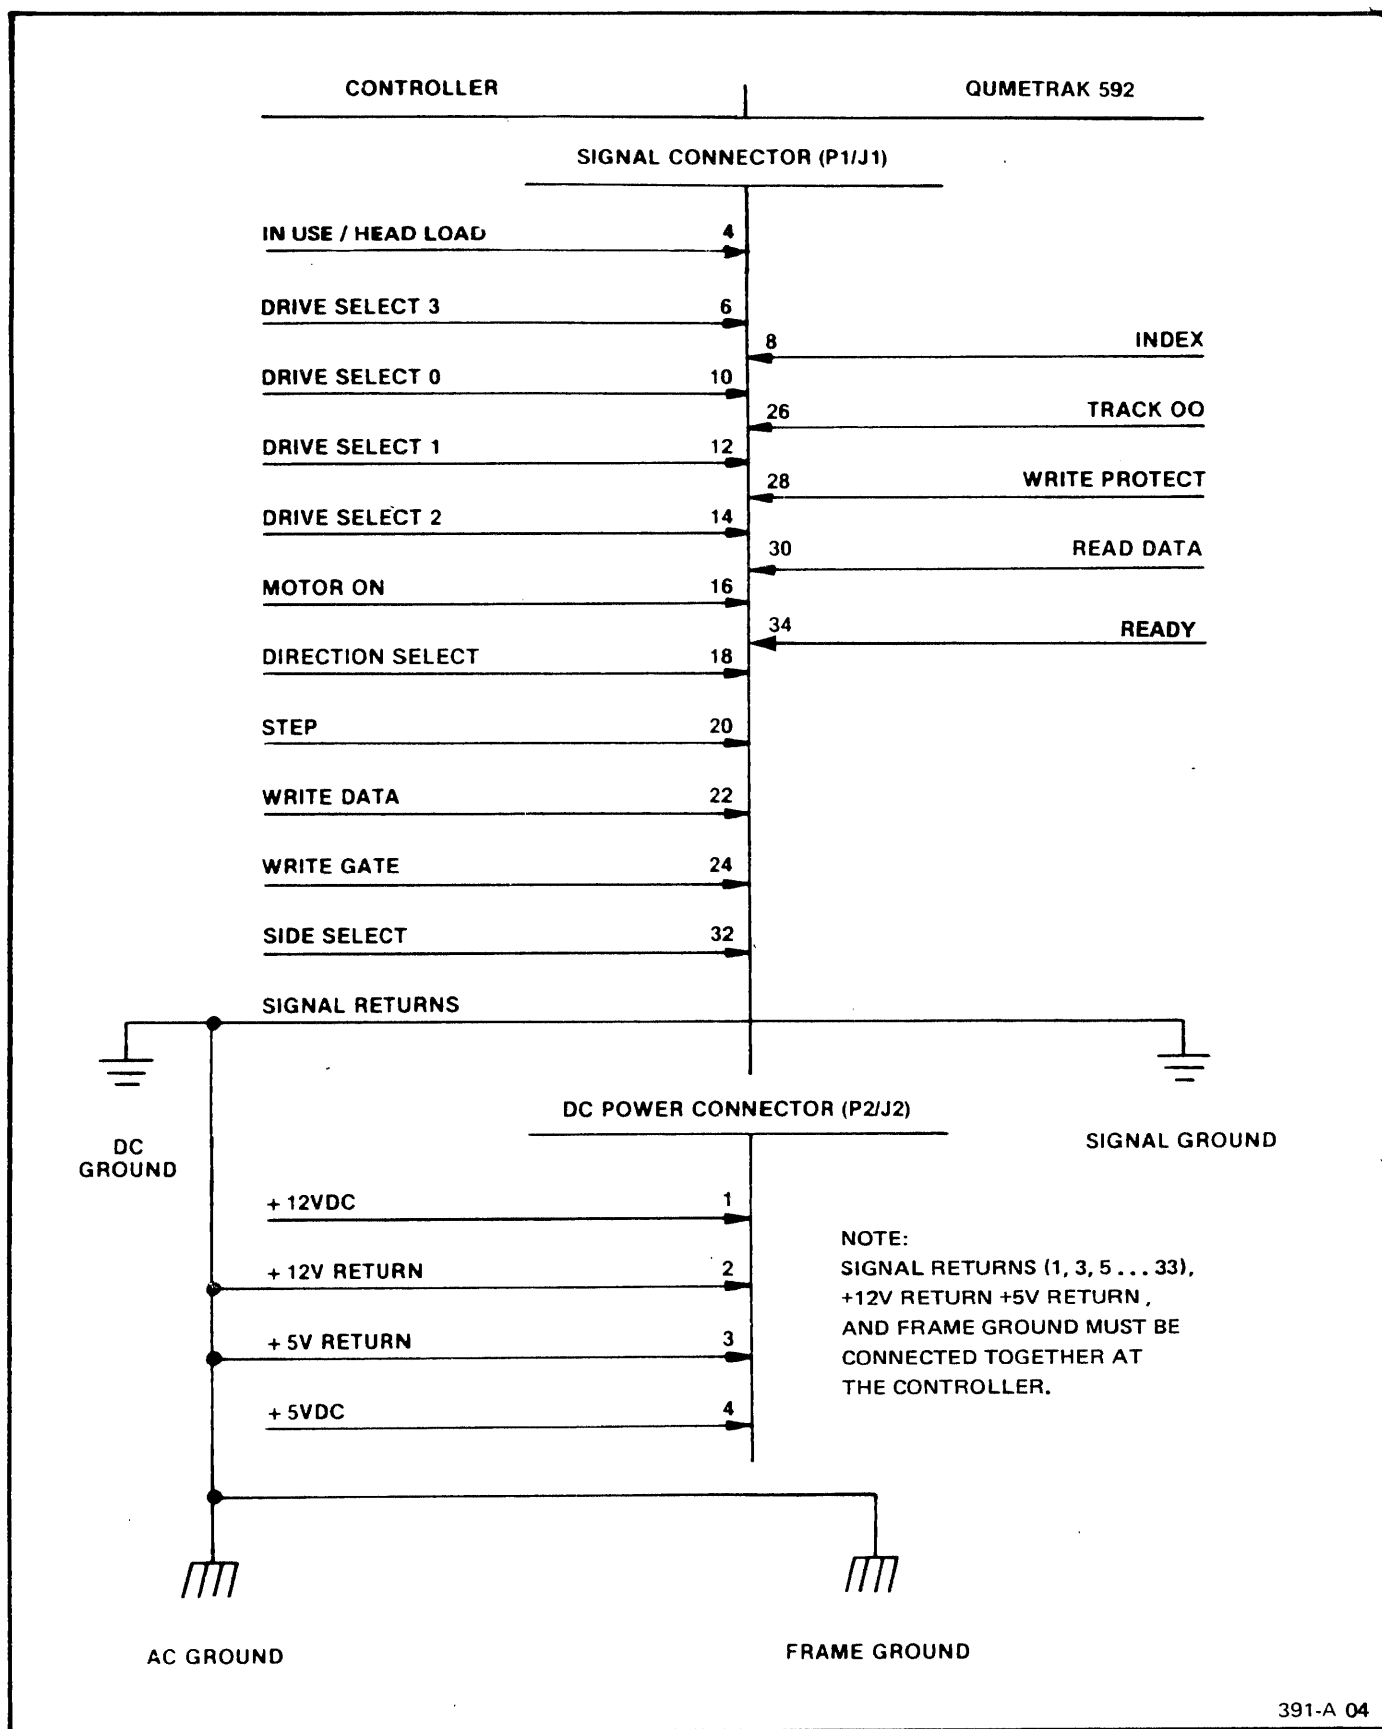 CONTROLLER
QUMETRAK 592
SIGNAL CONNECTOR (P1/J1)
IN USE / HEAD LOAD 4
DRIVE SELECT 3 6
8 INDEX
DRIVE SELECT 0 10
26 TRACK OO
DRIVE SELECT 1 12
28 WRITE PROTECT
DRIVE SELECT 2 14
30 READ DATA
MOTOR ON 16
34 READY
DIRECTION SELECT 18
STEP 20
WRITE DATA 22
WRITE GATE 24
SIDE SELECT 32
SIGNAL RETURNS
DC POWER CONNECTOR (P2/J2)
DC
GROUND
SIGNAL GROUND
+ 12VDC 1
+ 12V RETURN 2
+ 5V RETURN 3
+ 5VDC 4
NOTE:
SIGNAL RETURNS (1, 3, 5 . . . 33),
+12V RETURN +5V RETURN ,
AND FRAME GROUND MUST BE
CONNECTED TOGETHER AT
THE CONTROLLER.
AC GROUND
FRAME GROUND
391-A 04